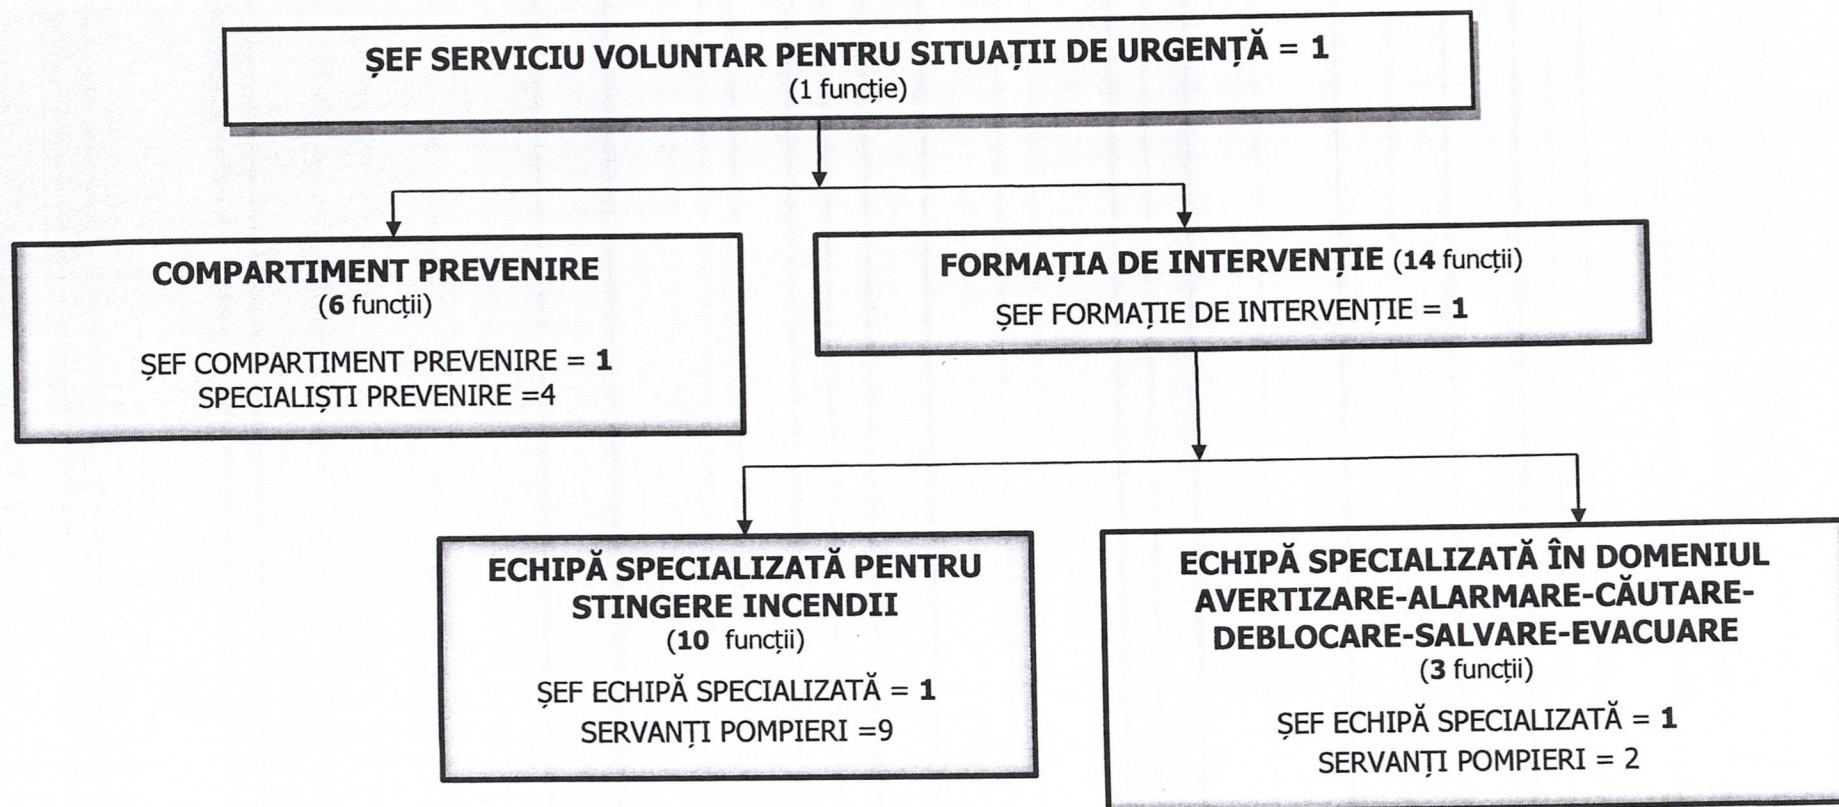 ȘEF SERVICIU VOLUNTAR PENTRU SITUAȚII DE URGENȚĂ = 1
(1 funcție)
COMPARTIMENT PREVENIRE
(6 funcții)
ȘEF COMPARTIMENT PREVENIRE = 1
SPECIALIȘTI PREVENIRE =4
FORMAȚIA DE INTERVENȚIE (14 funcții)
ȘEF FORMAȚIE DE INTERVENȚIE = 1
ECHIPĂ SPECIALIZATĂ PENTRU
STINGERE INCENDII
(10 funcții)
ȘEF ECHIPĂ SPECIALIZATĂ = 1
SERVANȚI POMPIERI =9
ECHIPĂ SPECIALIZATĂ ÎN DOMENIUL
AVERTIZARE-ALARMARE-CĂUTARE-
DEBLOCARE-SALVARE-EVACUARE
(3 funcții)
ȘEF ECHIPĂ SPECIALIZATĂ = 1
SERVANȚI POMPIERI = 2